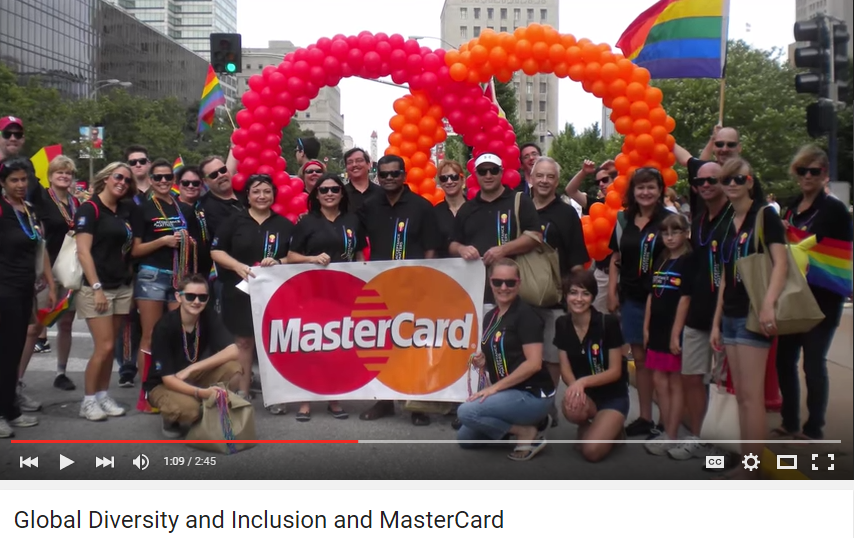 MasterCard
1:09 / 2:45
CC
Global Diversity and Inclusion and MasterCard